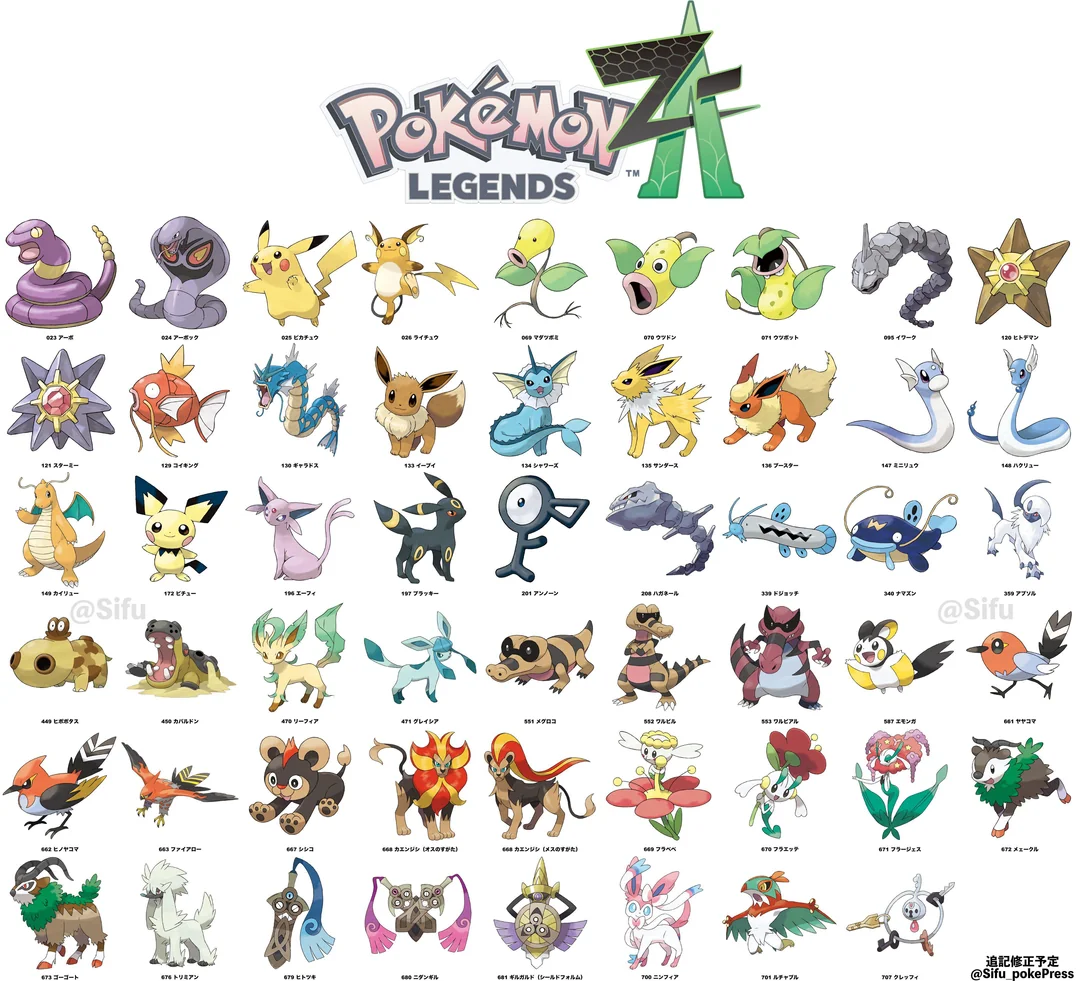 POKéMON
LEGENDS
ZA
TM
023 アーボ
024 アーボック
025 ピカチュウ
026 ライチュウ
069 マダツボミ
070 ウツドン
071 ウツボット
095 イワーク
120 ヒトデマン
121 スターミー
129 コイキング
130 ギャラドス
133 イーブイ
134 シャワーズ
135 サンダース
136 ブースター
147 ミニリュウ
148 ハクリュー
149 カイリュー
172 ピチュー
196 エーフィ
197 ブラッキー
201 アンノーン
208 ハガネール
339 ドジョッチ
340 ナマズン
359 アブソル
@Sifu
@Sifu
449 ヒポポタス
450 カバルドン
470 リーフィア
471 グレイシア
551 メグロコ
552 ワルビル
553 ワルビアル
587 エモンガ
661 ヤヤコマ
662 ヒノヤコマ
663 ファイアロー
667 シシコ
668 カエンジシ (オスのすがた)
668 カエンジシ (メスのすがた)
669 フラベベ
670 フラエッテ
671 フラージェス
672 メェークル
673 ゴーゴート
676 トリミアン
679 ヒトツキ
680 ニダンギル
681 ギルガルド (シールドフォルム)
700 ニンフィア
701 ルチャブル
707 クレッフィ
追記修正予定
@Sifu_pokePress